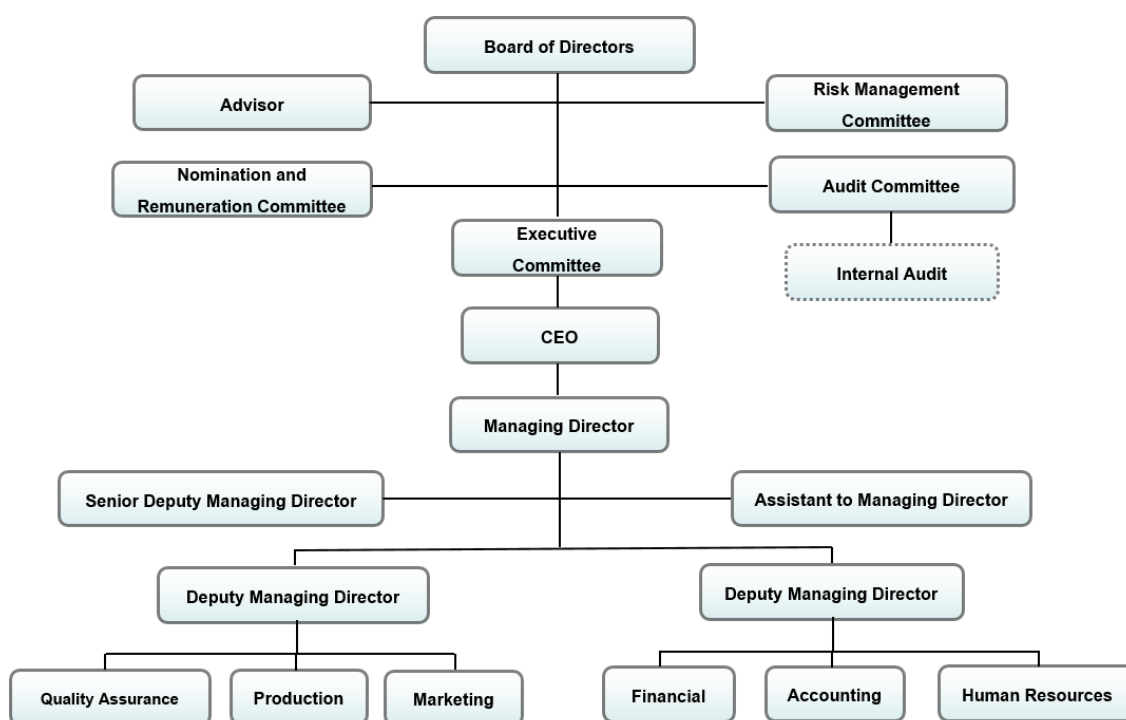 Board of Directors
Advisor
Risk Management
Committee
Nomination and
Remuneration Committee
Audit Committee
Executive
Committee
Internal Audit
CEO
Managing Director
Senior Deputy Managing Director
Assistant to Managing Director
Deputy Managing Director
Deputy Managing Director
Quality Assurance
Production
Marketing
Financial
Accounting
Human Resources